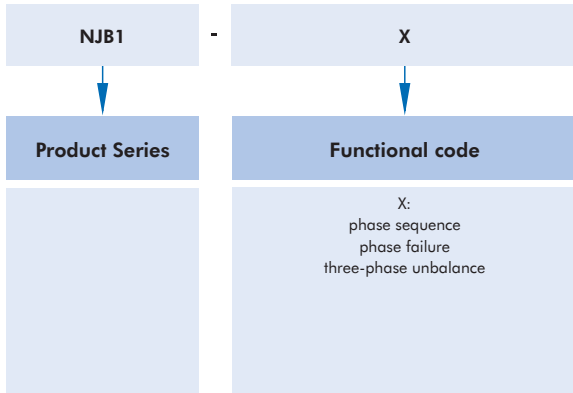 NJB1 - X
Product Series
Functional code
X:
phase sequence
phase failure
three-phase unbalance